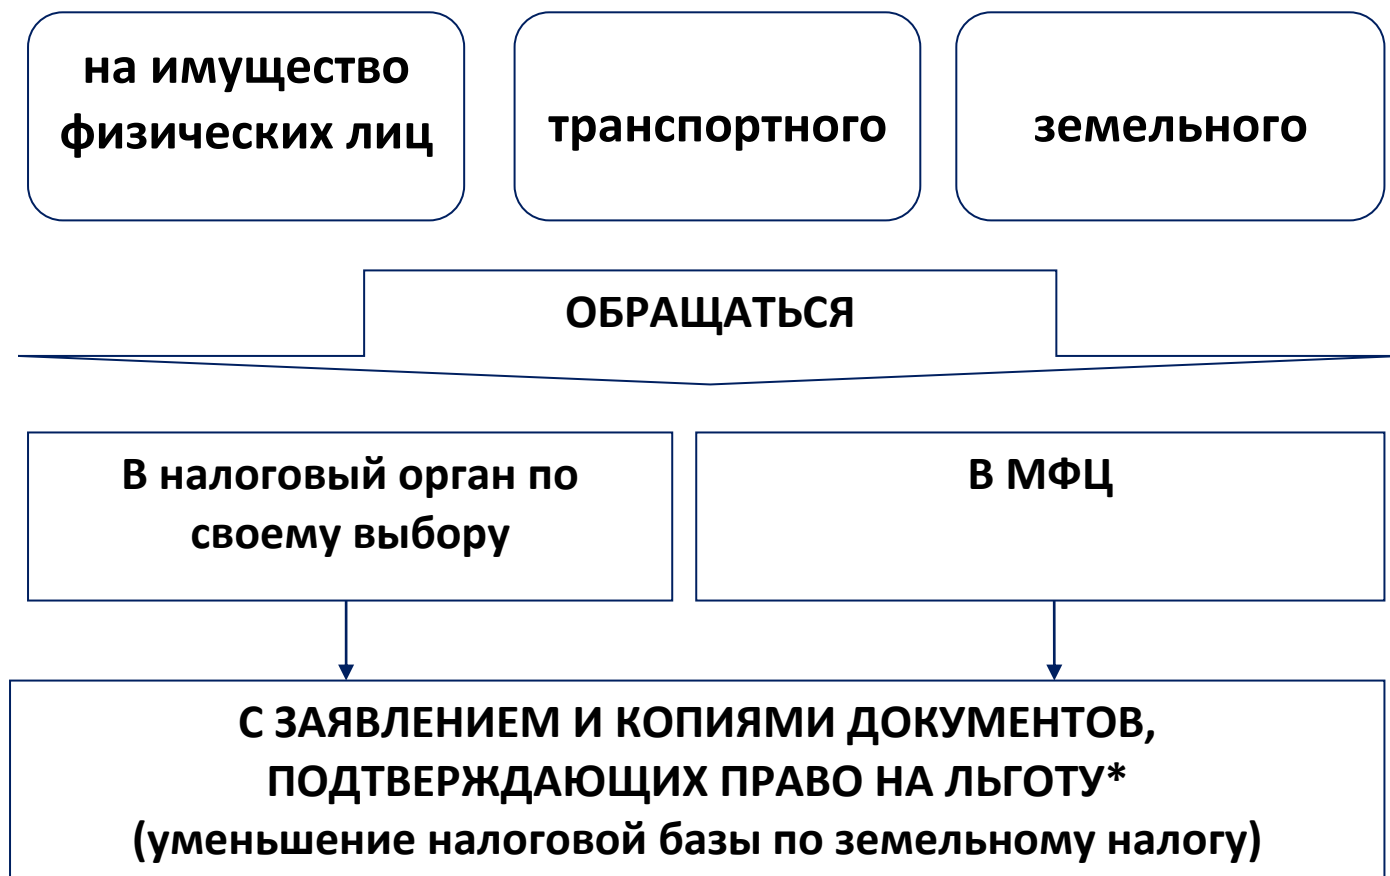 на имущество
физических лиц
транспортного
земельного
ОБРАЩАТЬСЯ
В налоговый орган по
своему выбору
В МФЦ
С ЗАЯВЛЕНИЕМ И КОПИЯМИ ДОКУМЕНТОВ,
ПОДТВЕРЖДАЮЩИХ ПРАВО НА ЛЬГОТУ*
(уменьшение налоговой базы по земельному налогу)